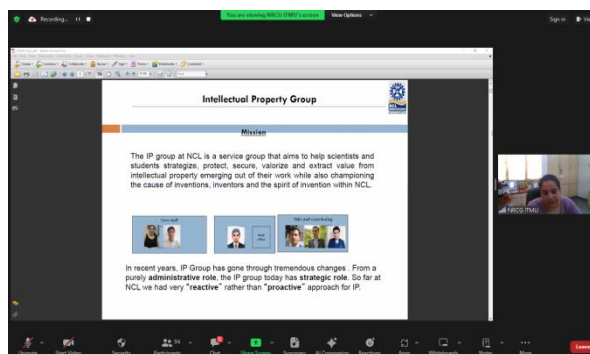 Recording...
You are viewing NRCG ITMU's screen
View Options
Sign in
View
Intellectual Property Group
NCL
Mission
The IP group at NCL is a service group that aims to help scientists and
students strategize, protect, secure, valorize and extract value from
intellectual property emerging out of their work while also championing
the cause of inventions, inventors and the spirit of invention within NCL.
In recent years, IP Group has gone through tremendous changes . From a
purely administrative role, the IP group today has strategic role. So far at
NCL we had very "reactive" rather than "proactive" approach for IP.
NRCG ITMU
Unmute
Start Video
Security
Participants
94
Chat
Share Screen
Summary
AI Companion
Reactions
Apps
Whiteboards
Notes
More
Leave